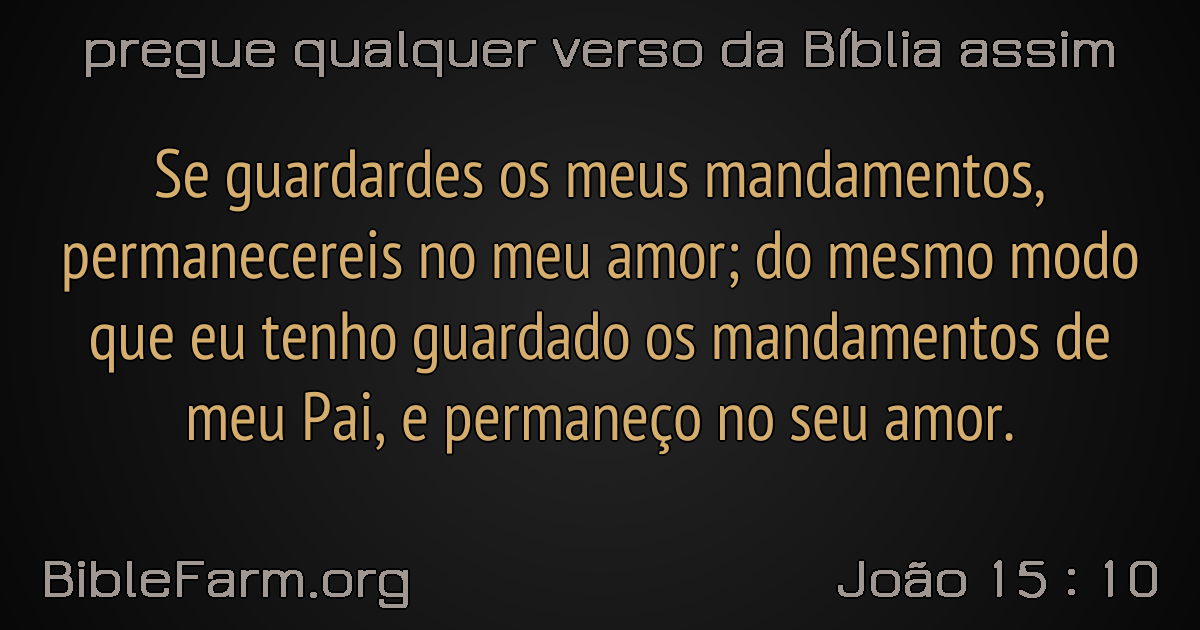 pregue qualquer verso da Bíblia assim
Se guardardes os meus mandamentos,
permanecereis no meu amor; do mesmo modo
que eu tenho guardado os mandamentos de
meu Pai, e permaneço no seu amor.
BibleFarm.org
João 15 : 10